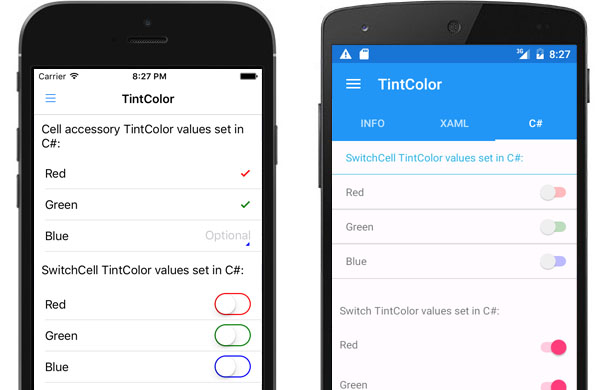 Carrier 8:27 PM
TintColor
Cell accessory TintColor values set in
C#:
Red
Green
Blue Optional
SwitchCell TintColor values set in C#:
Red
Green
Blue
3G 8:27
TintColor
INFO XAML C#
SwitchCell TintColor values set in C#:
Red
Green
Blue
Switch TintColor values set in C#:
Red
Green